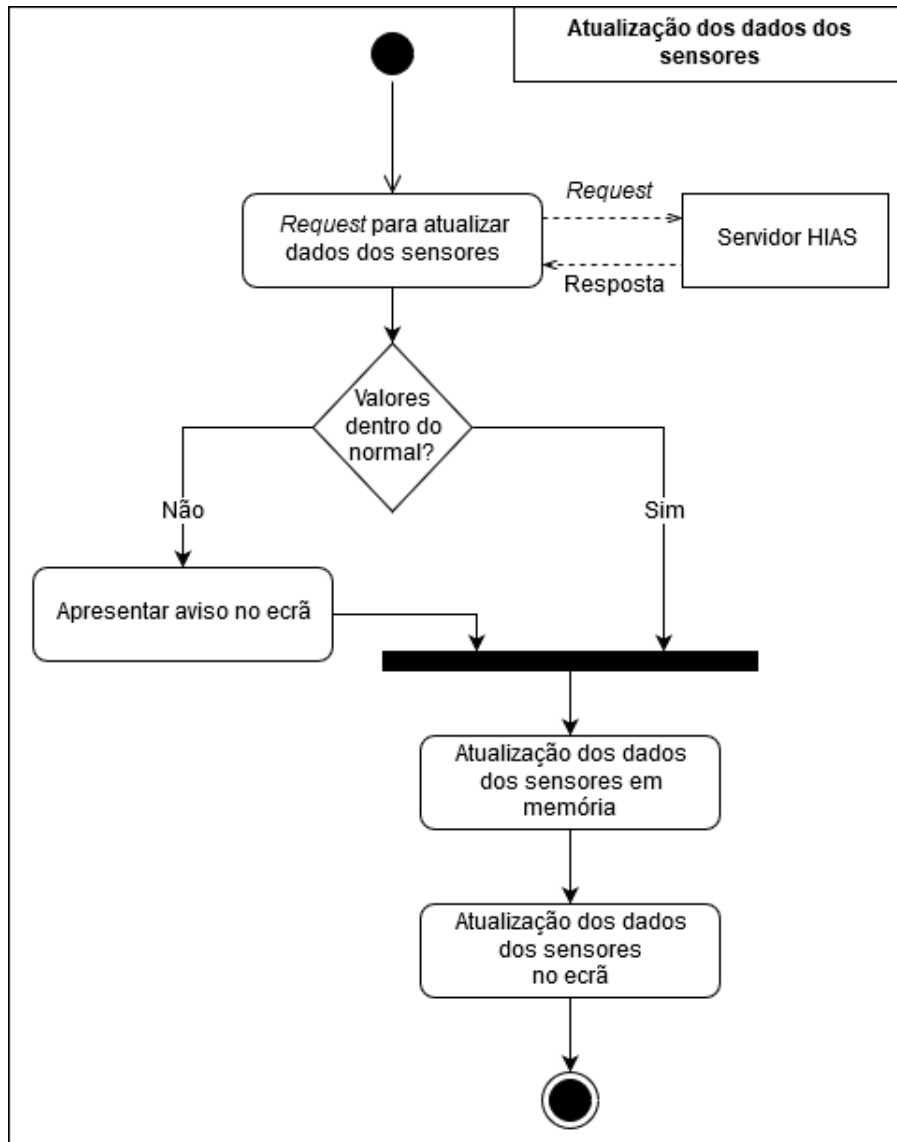 Atualização dos dados dos
sensores
Request para atualizar
dados dos sensores
Request
Resposta
Servidor HIAS
Valores
dentro do
normal?
Não
Sim
Apresentar aviso no ecrã
Atualização dos dados
dos sensores em
memória
Atualização dos dados
dos sensores
no ecrã